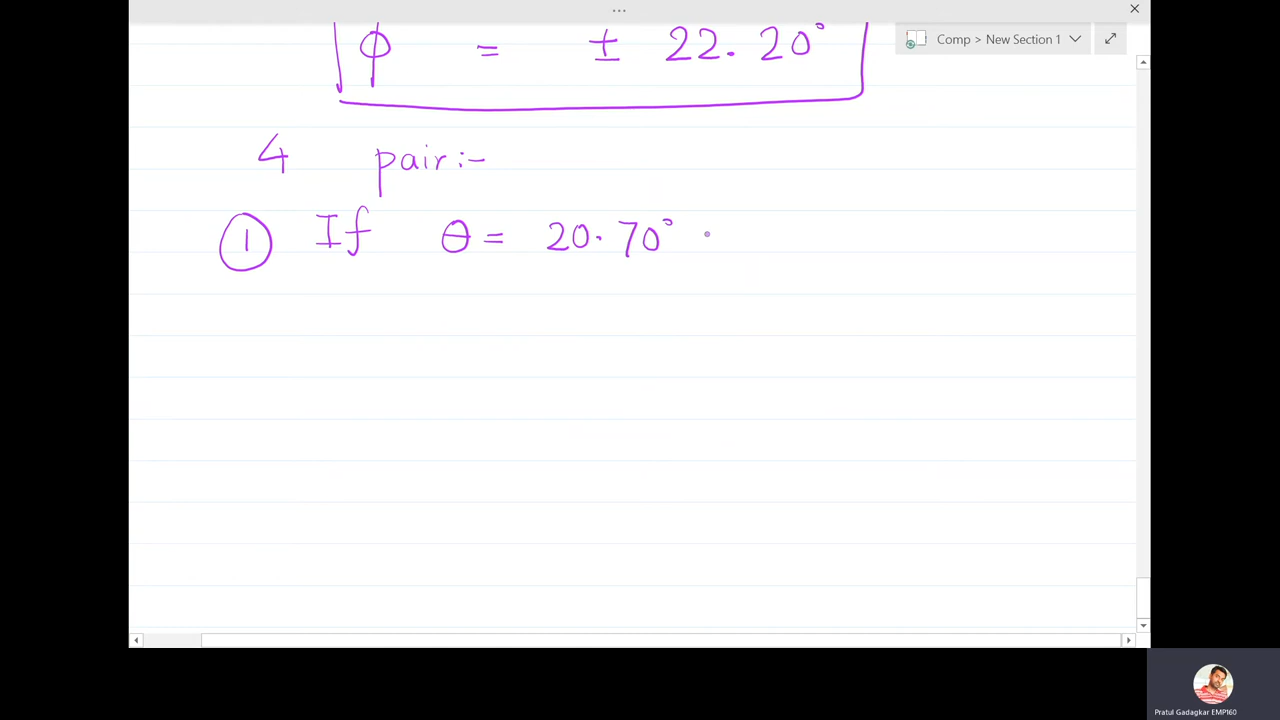 ...
Comp > New Section 1
ϕ = ± 22.20°
4 pair:-
① If θ = 20.70°
Pratul Gadagkar EMP160